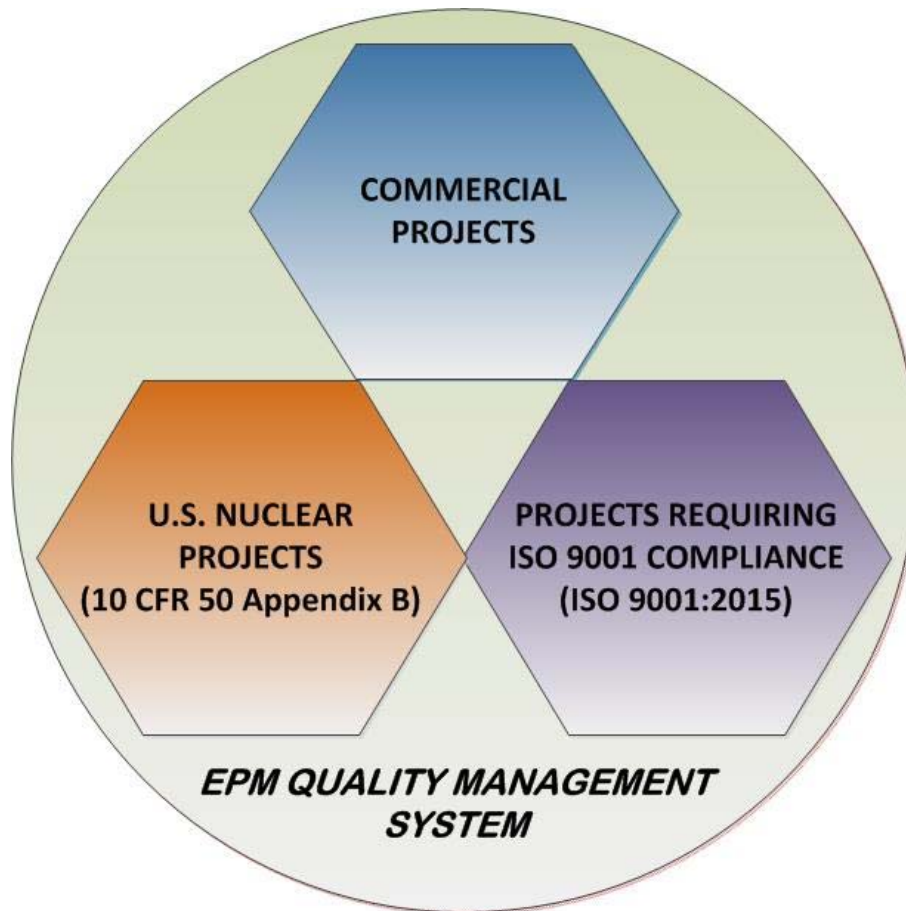 COMMERCIAL
PROJECTS
U.S. NUCLEAR
PROJECTS
(10 CFR 50 Appendix B)
PROJECTS REQUIRING
ISO 9001 COMPLIANCE
(ISO 9001:2015)
EPM QUALITY MANAGEMENT
SYSTEM